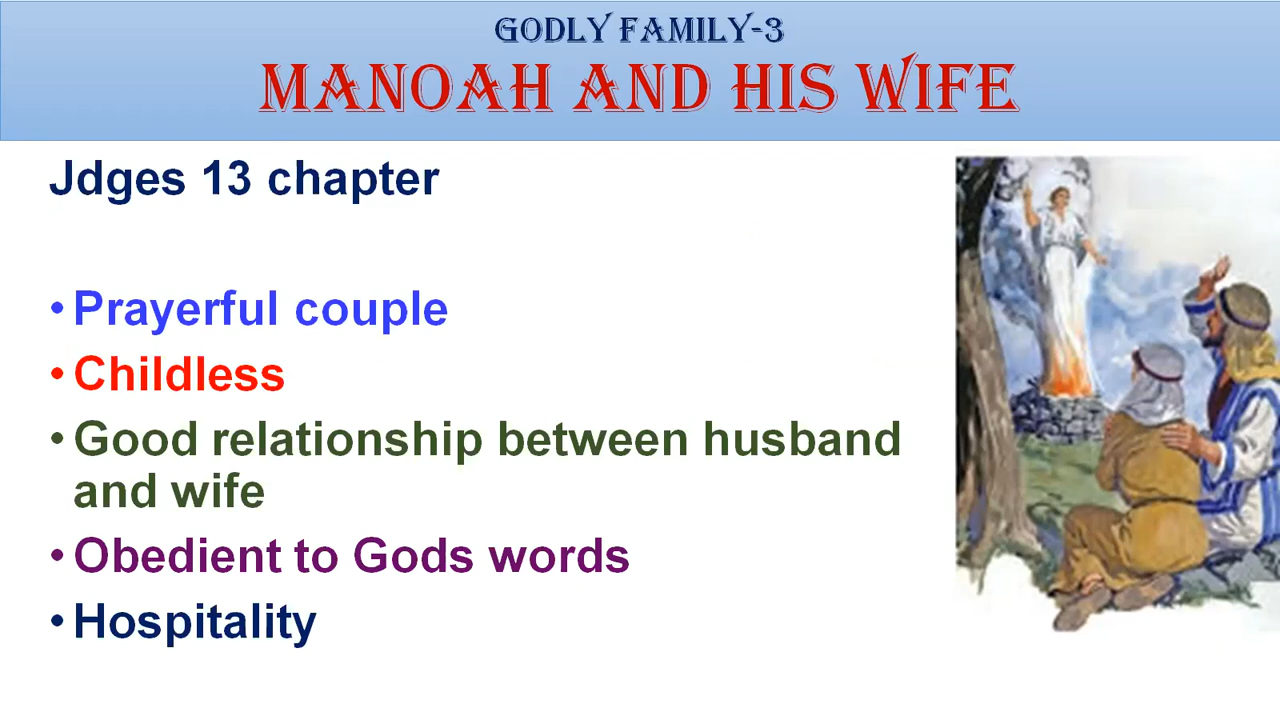 GODLY FAMILY-3
MANOAH AND HIS WIFE
Jdges 13 chapter
• Prayerful couple
• Childless
• Good relationship between husband
and wife
• Obedient to Gods words
• Hospitality